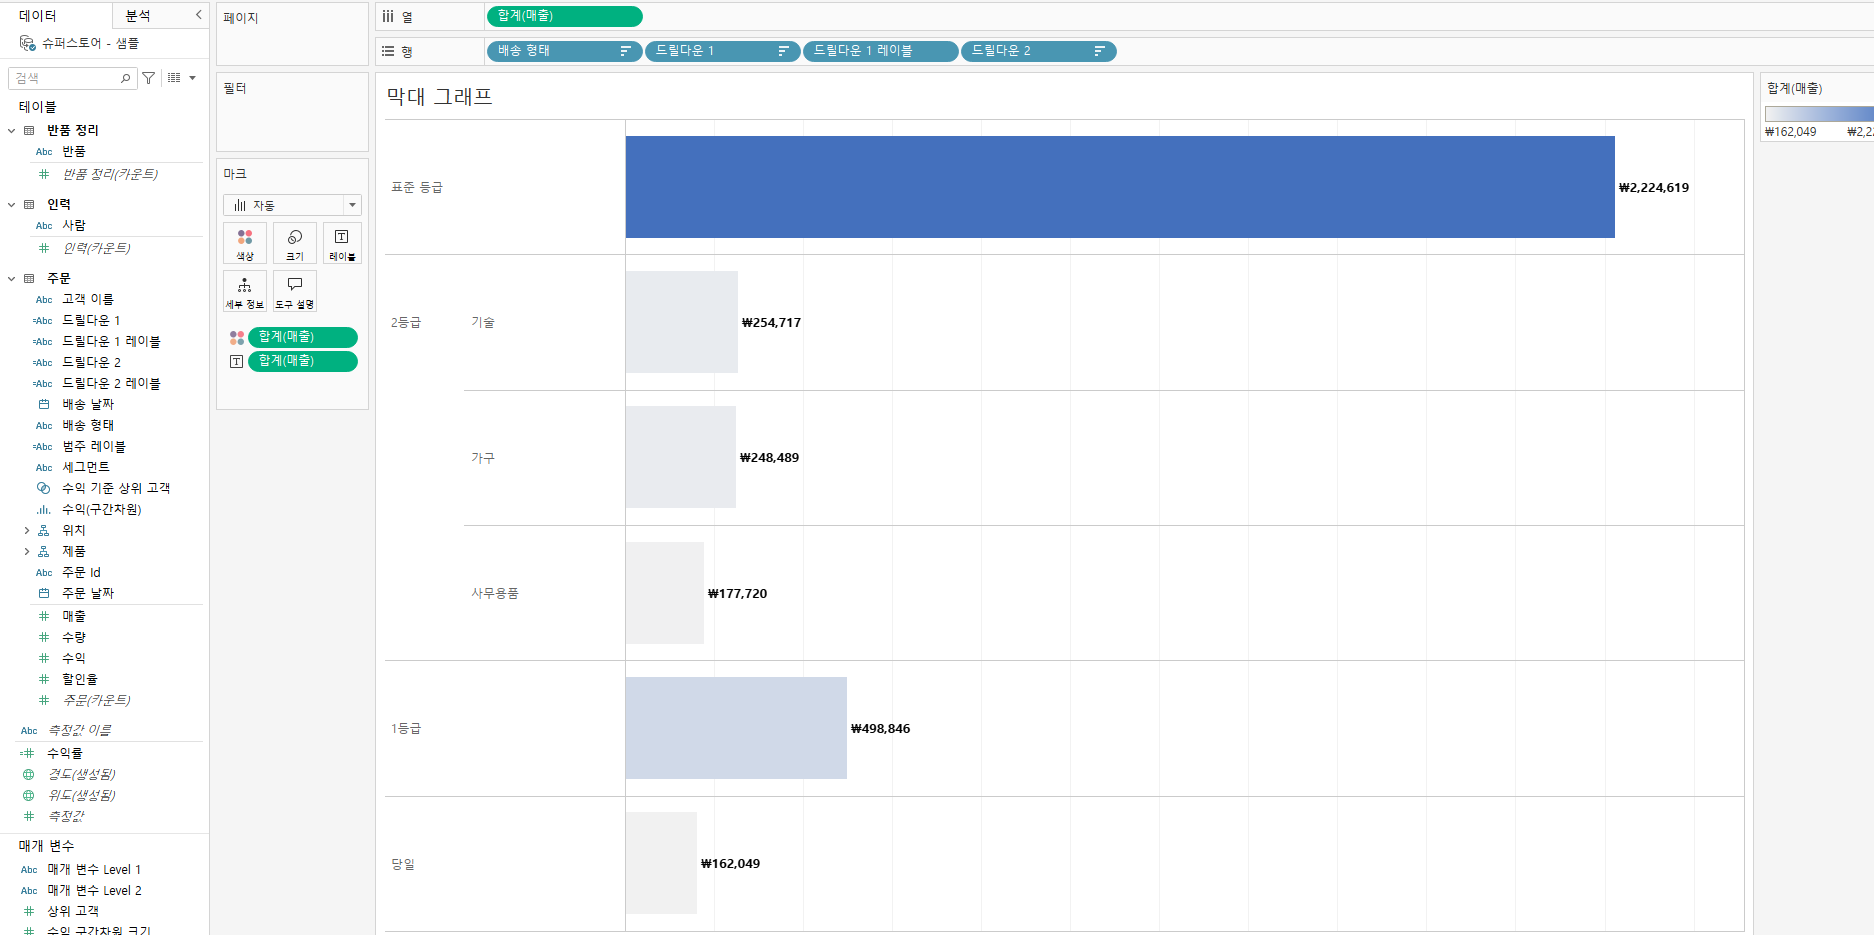 데이터
분석
슈퍼스토어 - 샘플
검색
테이블
반품 정리
Abc 반품
반품 정리(카운트)
인력
Abc 사람
인력(카운트)
주문
Abc 고객 이름
=Abc 드릴다운 1
=Abc 드릴다운 1 레이블
=Abc 드릴다운 2
=Abc 드릴다운 2 레이블
배송 날짜
Abc 배송 형태
=Abc 범주 레이블
Abc 세그먼트
수익 기준 상위 고객
수익(구간차원)
위치
제품
Abc 주문 Id
주문 날짜
매출
수량
수익
할인율
주문(카운트)
Abc 측정값 이름
수익률
경도(생성됨)
위도(생성됨)
측정값
매개 변수
Abc 매개 변수 Level 1
Abc 매개 변수 Level 2
상위 고객
수익 구간차원 크기
페이지
필터
마크
자동
색상
크기
레이블
세부 정보
도구 설명
합계(매출)
합계(매출)
열
합계(매출)
행
배송 형태
드릴다운 1
드릴다운 1 레이블
드릴다운 2
막대 그래프
표준 등급
₩2,224,619
2등급
기술
₩254,717
가구
₩248,489
사무용품
₩177,720
1등급
₩498,846
당일
₩162,049
합계(매출)
₩162,049
₩2,22